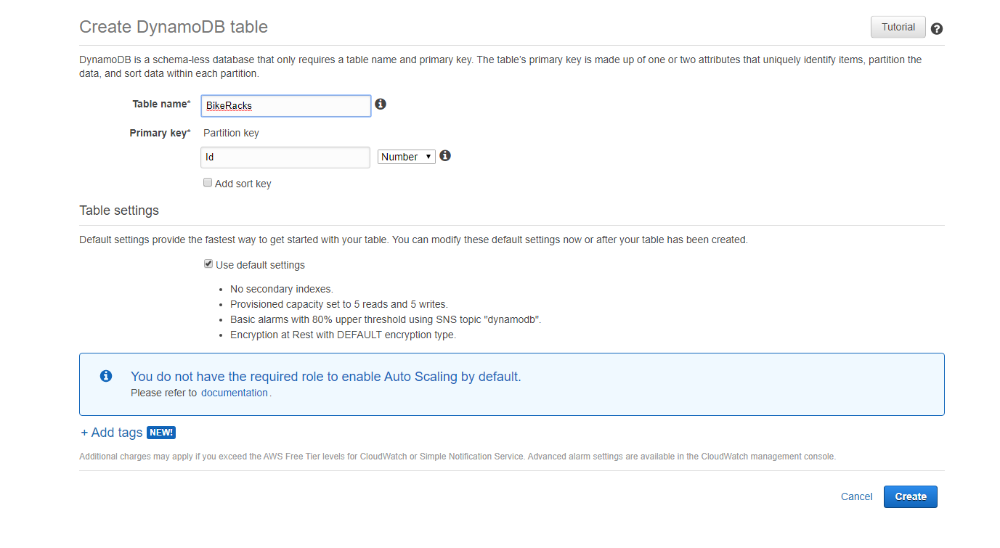 Create DynamoDB table
Tutorial
DynamoDB is a schema-less database that only requires a table name and primary key. The table's primary key is made up of one or two attributes that uniquely identify items, partition the
data, and sort data within each partition.
Table name* BikeRacks
Primary key* Partition key
Id Number
Add sort key
Table settings
Default settings provide the fastest way to get started with your table. You can modify these default settings now or after your table has been created.
Use default settings
• No secondary indexes.
• Provisioned capacity set to 5 reads and 5 writes.
• Basic alarms with 80% upper threshold using SNS topic "dynamodb".
• Encryption at Rest with DEFAULT encryption type.
You do not have the required role to enable Auto Scaling by default.
Please refer to documentation.
+ Add tags NEW!
Additional charges may apply if you exceed the AWS Free Tier levels for CloudWatch or Simple Notification Service. Advanced alarm settings are available in the CloudWatch management console.
Cancel Create